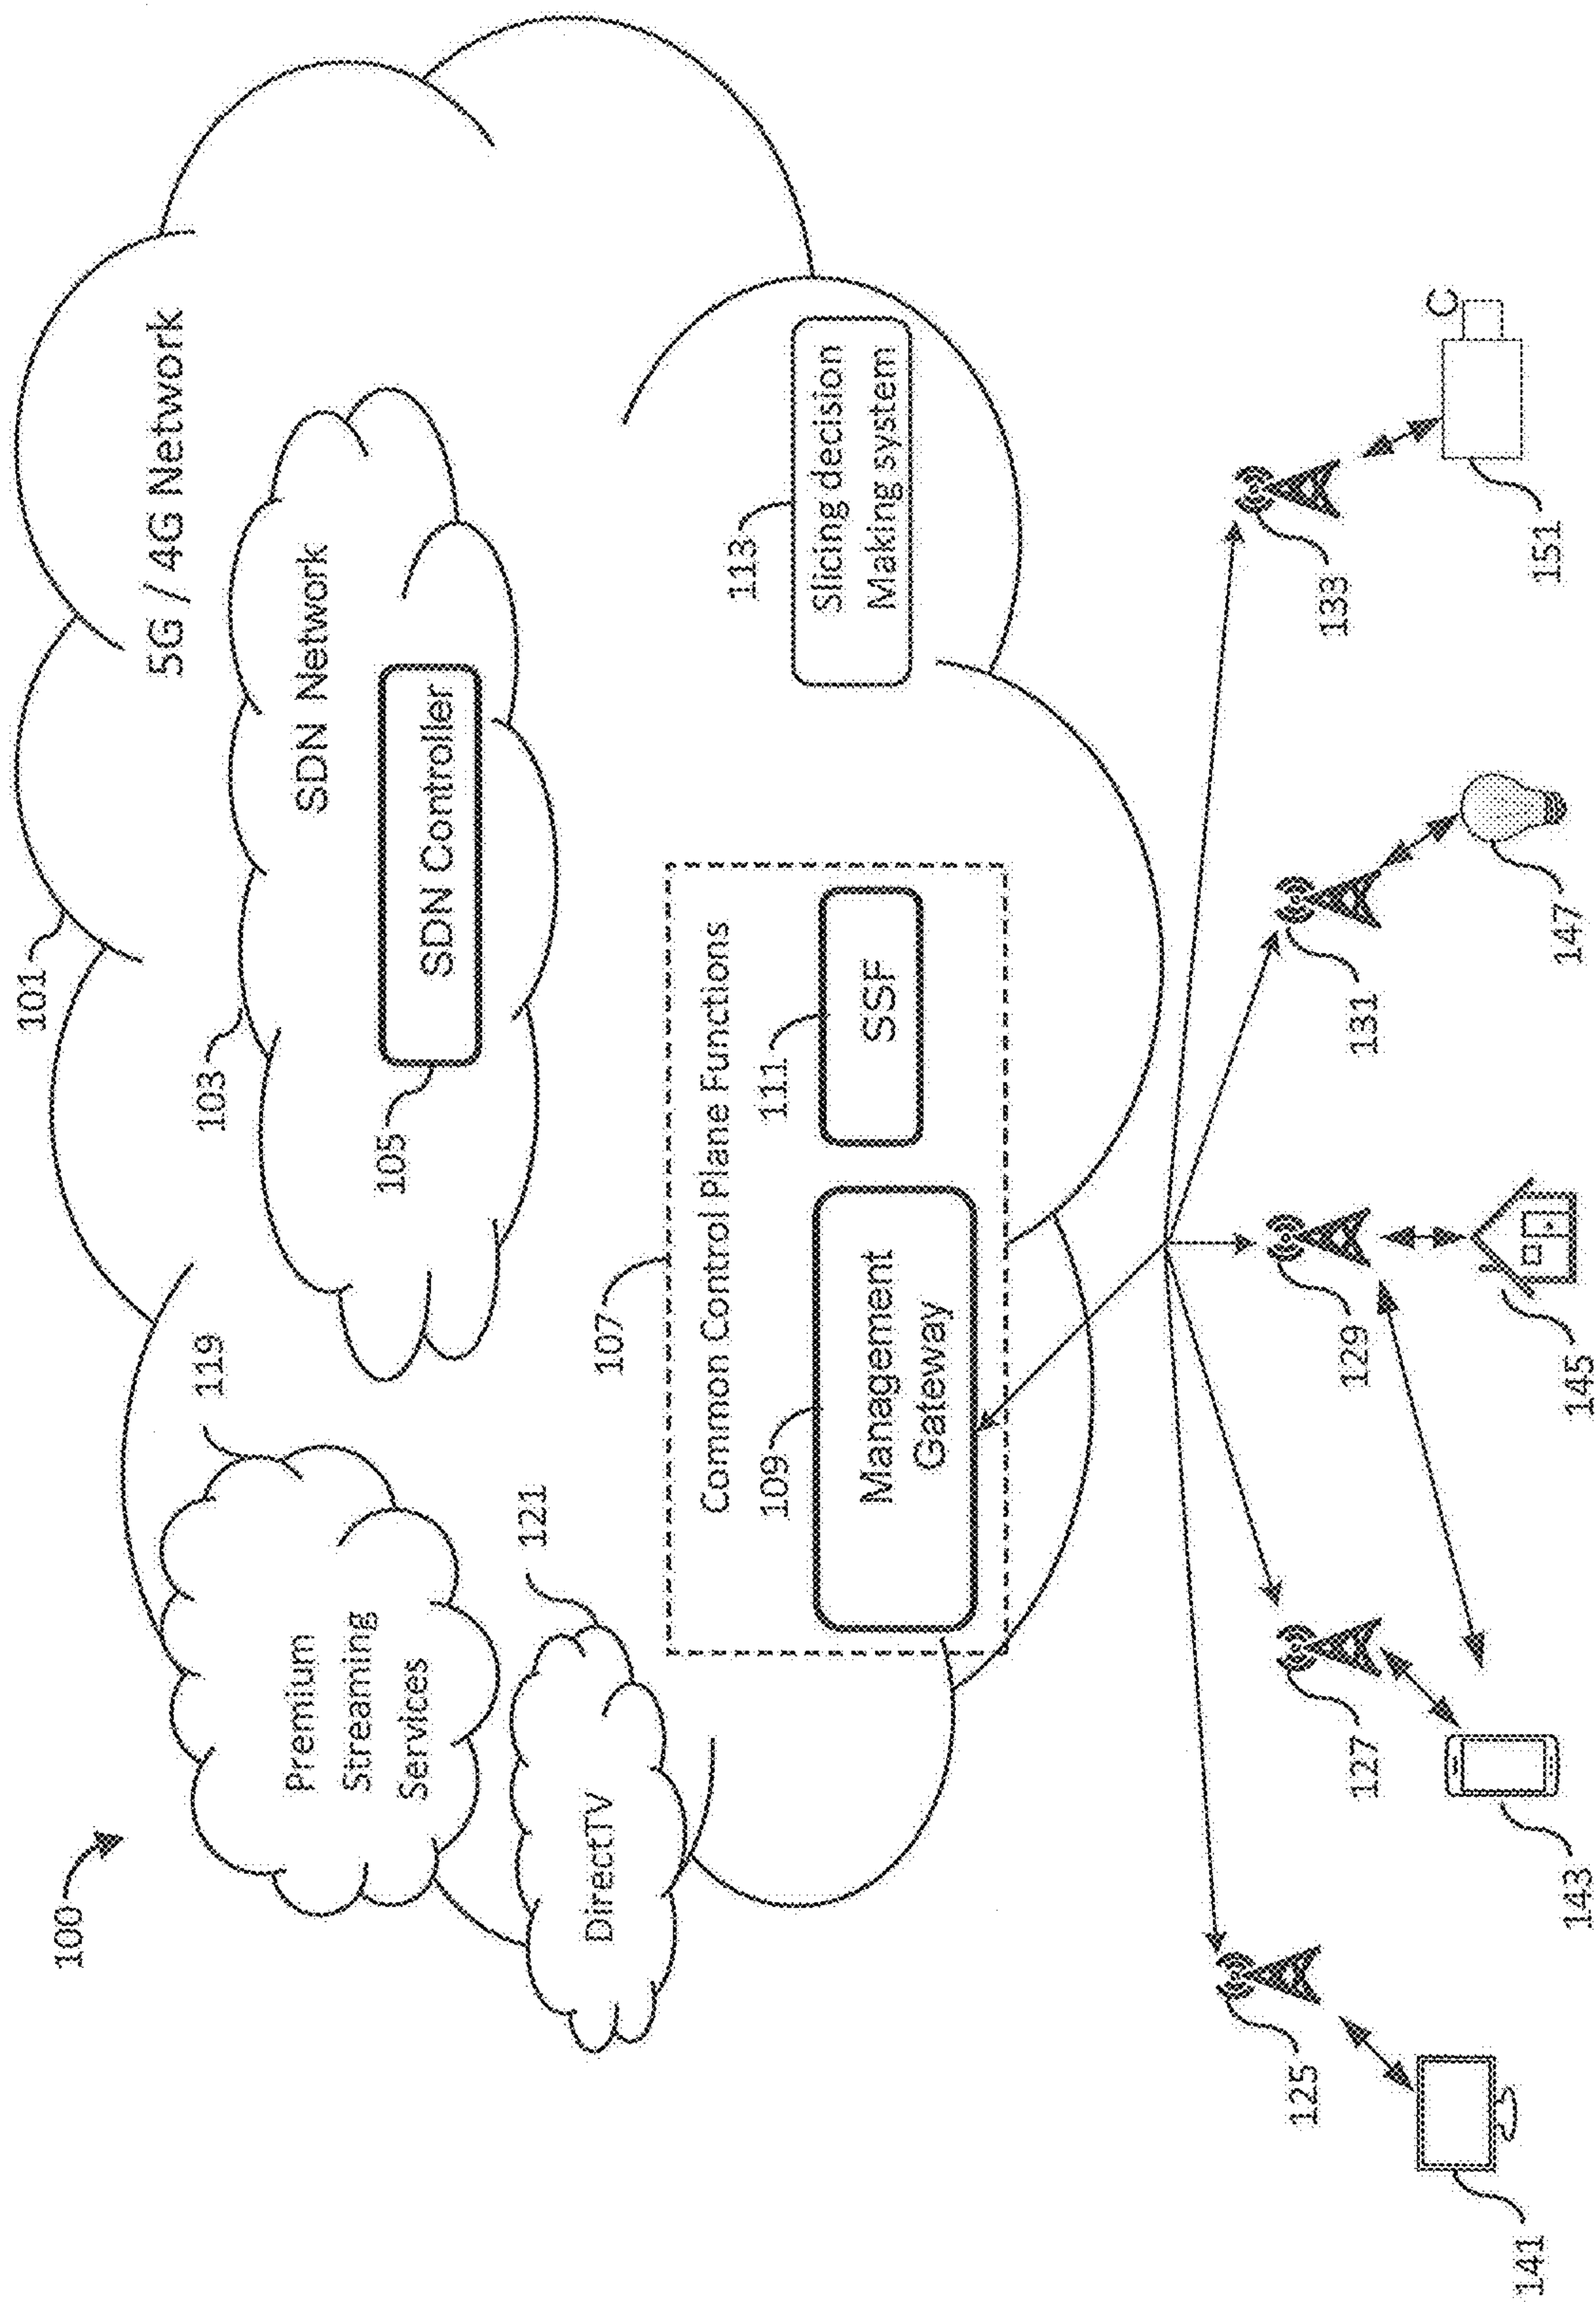 100
101
5G / 4G Network
119
103
SDN Network
Premium
Streaming
Services
105
SDN Controller
121
DirectTV
107
Common Control Plane Functions
109
111
113
Management
Gateway
SSF
Slicing decision
Making system
125
127
129
131
133
C
141
143
145
147
151